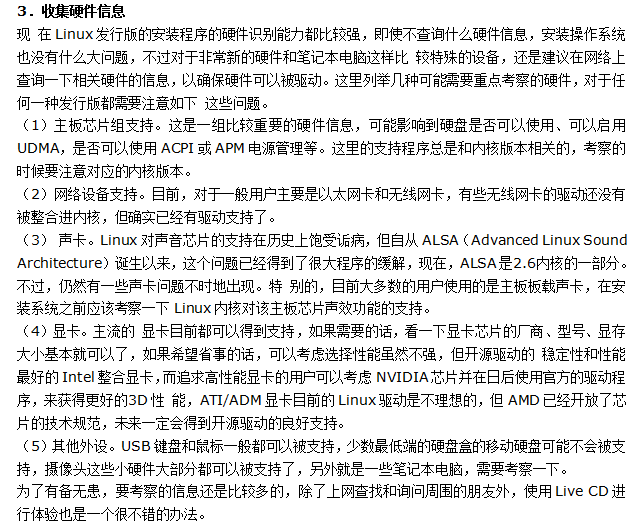 3．收集硬件信息
现 在 Linux 发行版的安装程序的硬件识别能力都比较强，即使不查询什么硬件信息，安装操作系
也没有什么大问题，不过对于非常新的硬件和笔记本电脑这样比 较特殊的设备，还是建议在网络上
查询一下相关硬件的信息，以确保硬件可以被驱动。这里列举几种可能需要重点考察的硬件，对于任
何一种发行版都需要注意如下 这些问题。
（1）主板芯片组支持。这是一组比较重要的硬件信息，可能影响到硬盘是否可以使用、可以启用
UDMA，是否可以使用 ACPI 或 APM 电源管理等。这里的支持程序总是和内核版本相关的，考察的
时候要注意对应的内核版本。
（2）网络设备支持。目前，对于一般用户主要是以太网卡和无线网卡，有些无线网卡的驱动还没有
被整合进内核，但确实已经有驱动支持了。
（3） 声卡。Linux 对声音芯片的支持在历史上饱受诟病，但自从 ALSA（Advanced Linux Sound
Architecture）诞生以来，这个问题已经得到了很大程序的缓解，现在，ALSA 是2.6内核的一部分。
不过，仍然有一些声卡问题不时地出现。特 别的，目前大多数的用户使用的是主板板载声卡，在安
装系统之前应该考察一下 Linux 内核对该主板芯片声效功能的支持。
（4）显卡。主流的 显卡目前都可以得到支持，如果需要的话，看一下显卡芯片的厂商、型号、显存
大小基本就可以了，如果希望省事的话，可以考虑选择性能虽然不强，但开源驱动的 稳定性和性能
最好的 Intel 整合显卡，而追求高性能显卡的用户可以考虑 NVIDIA 芯片并在日后使用官方的驱动程
序，来获得更好的3D 性 能，ATI/ADM 显卡目前的 Linux 驱动是不理想的，但 AMD 已经开放了芯
片的技术规范，未来一定会得到开源驱动的良好支持。
（5）其他外设。USB 键盘和鼠标一般都可以被支持，少数最低端的硬盘盒的移动硬盘可能不会被支
持，摄像头这些小硬件大部分都可以被支持了，另外就是一些笔记本电脑，需要考察一下。
为了有备无患，要考察的信息还是比较多的，除了上网查找和询问周围的朋友外，使用 Live CD 进
行体验也是一个很不错的办法。